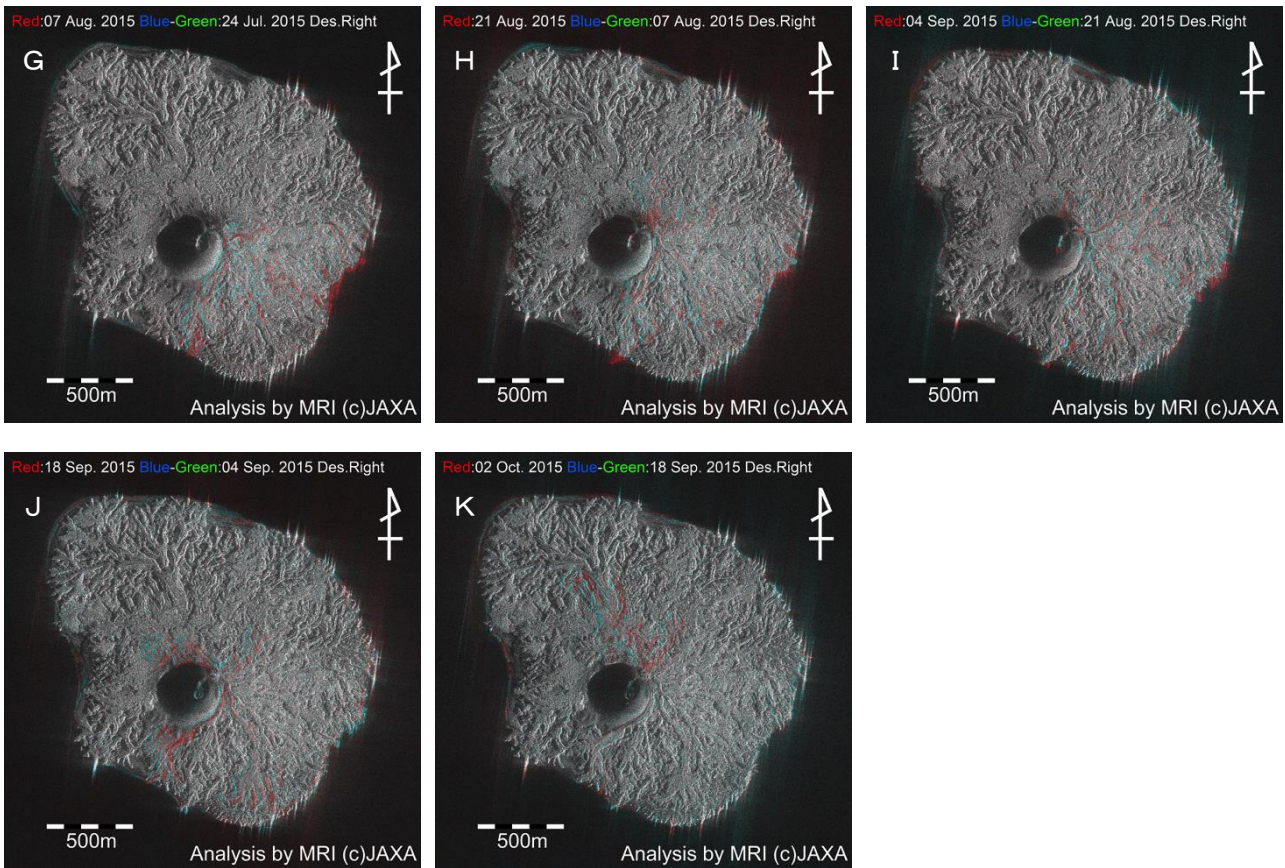 Red:07 Aug. 2015 Blue-Green:24 Jul. 2015 Des.Right
G
500m
Analysis by MRI (c)JAXA
Red:21 Aug. 2015 Blue-Green:07 Aug. 2015 Des.Right
H
500m
Analysis by MRI (c)JAXA
Red:04 Sep. 2015 Blue-Green:21 Aug. 2015 Des.Right
I
500m
Analysis by MRI (c)JAXA
Red:18 Sep. 2015 Blue-Green:04 Sep. 2015 Des.Right
J
500m
Analysis by MRI (c)JAXA
Red:02 Oct. 2015 Blue-Green:18 Sep. 2015 Des.Right
K
500m
Analysis by MRI (c)JAXA